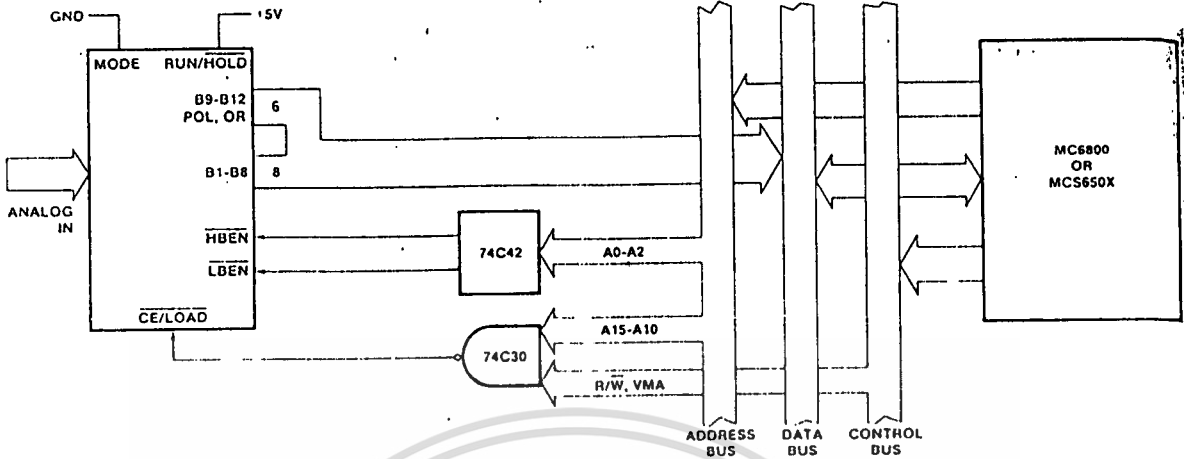 GND
+5V
MODE RUN/HOLD
B9-B12
POL, OR
6
B1-B8
8
ANALOG
IN
HBEN
LBEN
CE/LOAD
74C42
A0-A2
74C30
A15-A10
R/W, VMA
MC6800
OR
MCS650X
ADDRESS
BUS
DATA
BUS
CONTROL
BUS